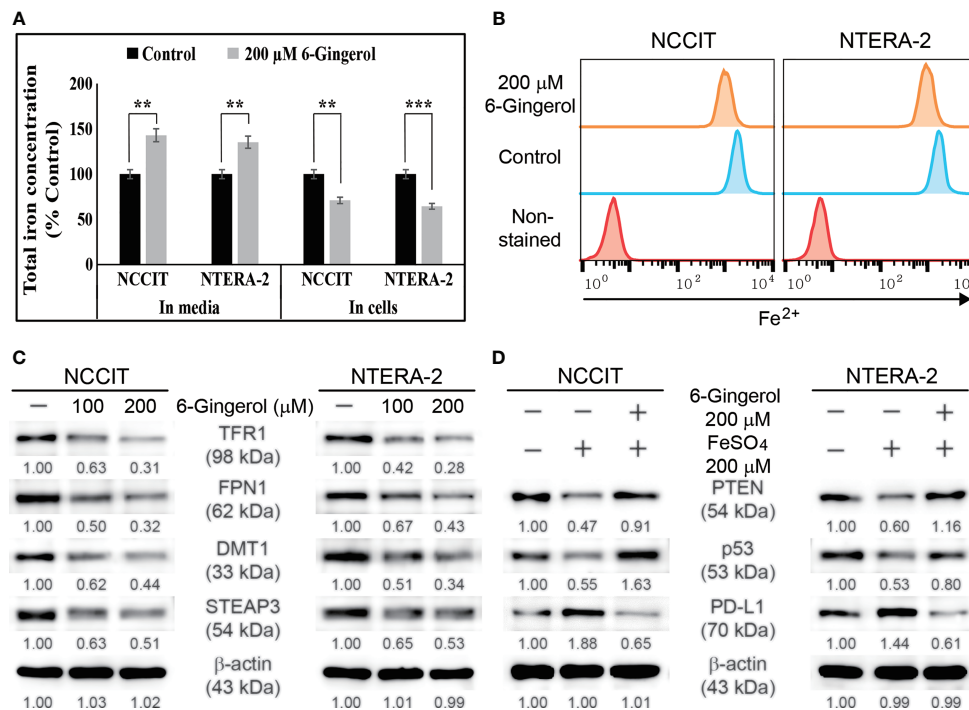 A
Control 200 µM 6-Gingerol
Total iron concentration
(% Control)
200
150
100
50
0
** ** ** ***
NCCIT NTERA-2 NCCIT NTERA-2
In media In cells
B
NCCIT NTERA-2
200 µM
6-Gingerol
Control
Non-
stained
10⁰ 10² 10⁴ 10⁰ 10² 10
Fe²⁺
C
NCCIT NTERA-2
– 100 200 6-Gingerol (µM) – 100 200
TFR1
(98 kDa)
1.00 0.63 0.31 1.00 0.42 0.28
FPN1
(62 kDa)
1.00 0.50 0.32 1.00 0.67 0.43
DMT1
(33 kDa)
1.00 0.62 0.44 1.00 0.51 0.34
STEAP3
(54 kDa)
1.00 0.63 0.51 1.00 0.65 0.53
β-actin
(43 kDa)
1.00 1.03 1.02 1.00 1.01 0.99
D
NCCIT NTERA-2
– – + 6-Gingerol – – +
200 µM
– + + FeSO₄ – + +
200 µM
PTEN
(54 kDa)
1.00 0.47 0.91 1.00 0.60 1.16
p53
(53 kDa)
1.00 0.55 1.63 1.00 0.53 0.80
PD-L1
(70 kDa)
1.00 1.88 0.65 1.00 1.44 0.61
β-actin
(43 kDa)
1.00 1.00 1.01 1.00 0.99 0.99